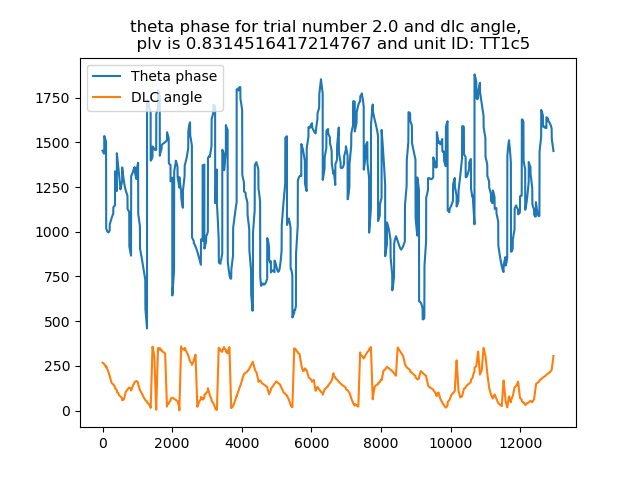 theta phase for trial number 2.0 and dlc angle,
plv is 0.8314516417214767 and unit ID: TT1c5
Theta phase
DLC angle
1750
1500
1250
1000
750
500
250
0
0 2000 4000 6000 8000 10000 12000